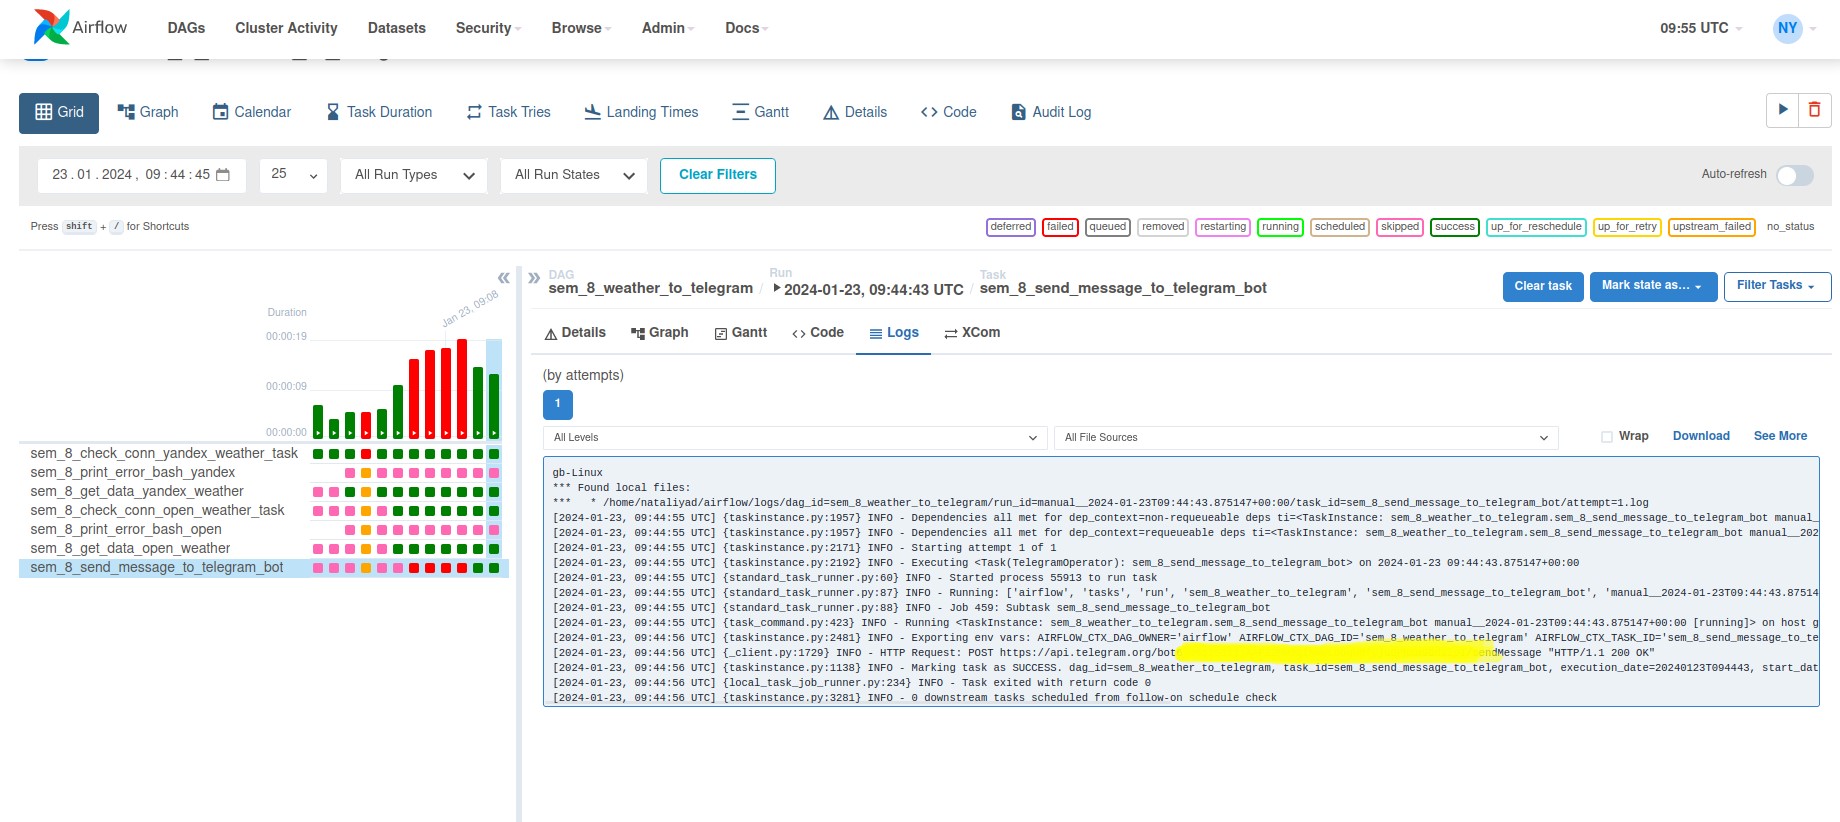 Airflow DAGs Cluster Activity Datasets Security Browse Admin Docs 09:55 UTC NY
Grid Graph Calendar Task Duration Task Tries Landing Times Gantt Details Code Audit Log
23.01.2024, 09:44:45 25 All Run Types All Run States Clear Filters Auto-refresh
Press shift + / for Shortcuts deferred failed queued removed restarting running scheduled skipped success up_for_reschedule up_for_retry upstream_failed no_status
DAG Run Task
sem_8_weather_to_telegram / 2024-01-23, 09:44:43 UTC / sem_8_send_message_to_telegram_bot Clear task Mark state as... Filter Tasks
Jan 23, 09:08
Duration
00:00:19
00:00:09
00:00:00
sem_8_check_conn_yandex_weather_task
sem_8_print_error_bash_yandex
sem_8_get_data_yandex_weather
sem_8_check_conn_open_weather_task
sem_8_print_error_bash_open
sem_8_get_data_open_weather
sem_8_send_message_to_telegram_bot
Details Graph Gantt Code Logs XCom
(by attempts)
1
All Levels All File Sources Wrap Download See More
gb-Linux
*** Found local files:
***   * /home/nataliyad/airflow/logs/dag_id=sem_8_weather_to_telegram/run_id=manual__2024-01-23T09:44:43.875147+00:00/task_id=sem_8_send_message_to_telegram_bot/attempt=1.log
[2024-01-23, 09:44:55 UTC] {taskinstance.py:1957} INFO - Dependencies all met for dep_context=non-requeueable deps ti=<TaskInstance: sem_8_weather_to_telegram.sem_8_send_message_to_telegram_bot manual_
[2024-01-23, 09:44:55 UTC] {taskinstance.py:1957} INFO - Dependencies all met for dep_context=requeueable deps ti=<TaskInstance: sem_8_weather_to_telegram.sem_8_send_message_to_telegram_bot manual__202
[2024-01-23, 09:44:55 UTC] {taskinstance.py:2171} INFO - Starting attempt 1 of 1
[2024-01-23, 09:44:55 UTC] {taskinstance.py:2192} INFO - Executing <Task(TelegramOperator): sem_8_send_message_to_telegram_bot> on 2024-01-23 09:44:43.875147+00:00
[2024-01-23, 09:44:55 UTC] {standard_task_runner.py:60} INFO - Started process 55913 to run task
[2024-01-23, 09:44:55 UTC] {standard_task_runner.py:87} INFO - Running: ['airflow', 'tasks', 'run', 'sem_8_weather_to_telegram', 'sem_8_send_message_to_telegram_bot', 'manual__2024-01-23T09:44:43.87514
[2024-01-23, 09:44:55 UTC] {standard_task_runner.py:88} INFO - Job 459: Subtask sem_8_send_message_to_telegram_bot
[2024-01-23, 09:44:55 UTC] {task_command.py:423} INFO - Running <TaskInstance: sem_8_weather_to_telegram.sem_8_send_message_to_telegram_bot manual__2024-01-23T09:44:43.875147+00:00 [running]> on host g
[2024-01-23, 09:44:56 UTC] {taskinstance.py:2481} INFO - Exporting env vars: AIRFLOW_CTX_DAG_OWNER='airflow' AIRFLOW_CTX_DAG_ID='sem_8_weather_to_telegram' AIRFLOW_CTX_TASK_ID='sem_8_send_message_to_te
[2024-01-23, 09:44:56 UTC] {_client.py:1729} INFO - HTTP Request: POST https://api.telegram.org/bot endMessage "HTTP/1.1 200 OK"
[2024-01-23, 09:44:56 UTC] {taskinstance.py:1138} INFO - Marking task as SUCCESS. dag_id=sem_8_weather_to_telegram, task_id=sem_8_send_message_to_telegram_bot, execution_date=20240123T094443, start_dat
[2024-01-23, 09:44:56 UTC] {local_task_job_runner.py:234} INFO - Task exited with return code 0
[2024-01-23, 09:44:56 UTC] {taskinstance.py:3281} INFO - 0 downstream tasks scheduled from follow-on schedule check